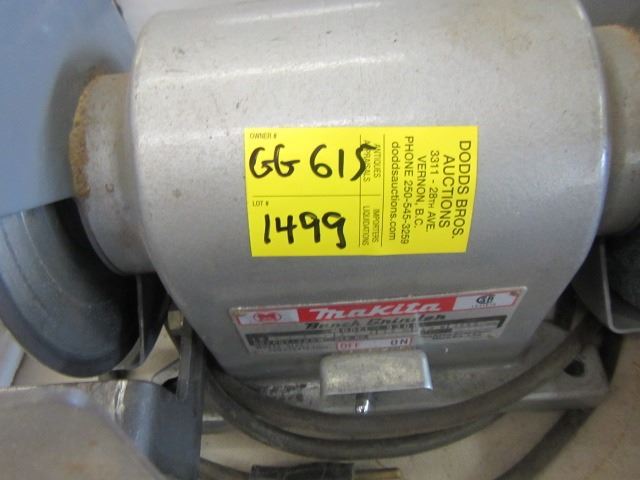 OWNER #
GG 615
LOT #
1499
ANTIQUES
APPRAISALS
IMPORTERS
LIQUIDATIONS
DODDS BROS.
AUCTIONS
3311 - 28TH AVE.
VERNON, B.C.
PHONE 250-545-3259
doddsauctions.com
M
makita
Bench Grinder
OFF ON